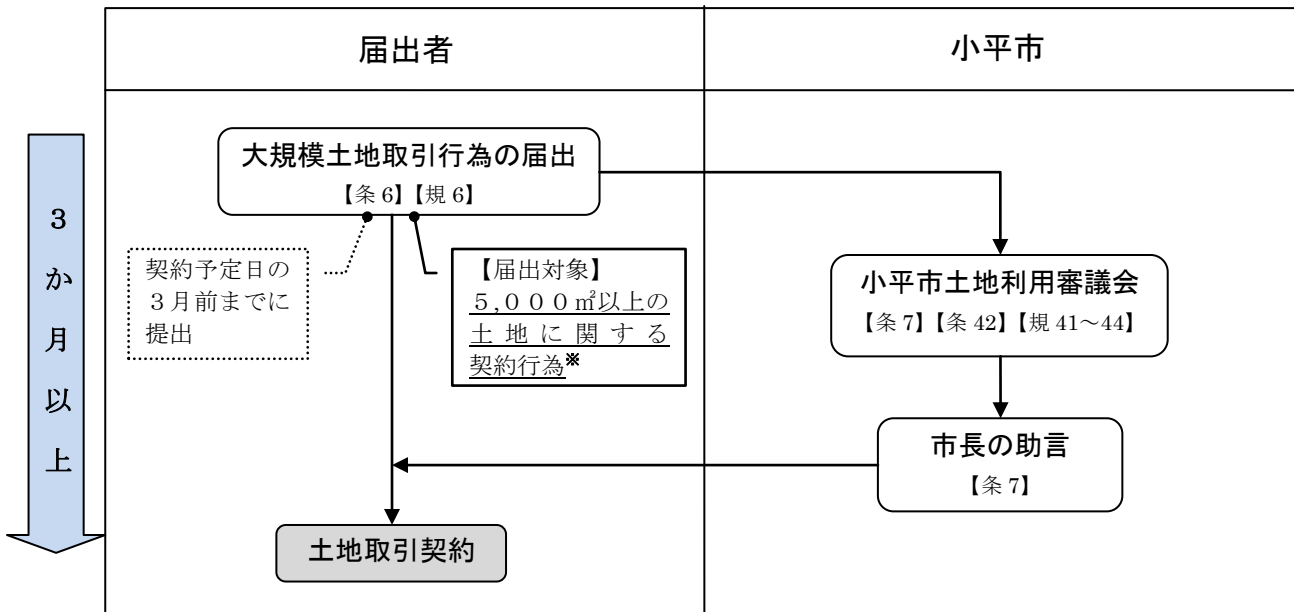 届出者
小平市
3
か
月
以
上
大規模土地取引行為の届出
【条 6】【規 6】
契約予定日の
3月前までに
提出
【届出対象】
5,000㎡以上の
土地に関する
契約行為※
小平市土地利用審議会
【条 7】【条 42】【規 41～44】
市長の助言
【条 7】
土地取引契約